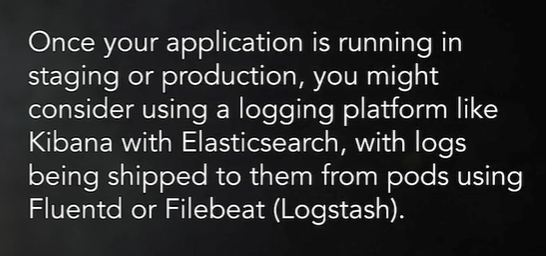 Once your application is running in
staging or production, you might
consider using a logging platform like
Kibana with Elasticsearch, with logs
being shipped to them from pods using
Fluentd or Filebeat (Logstash).